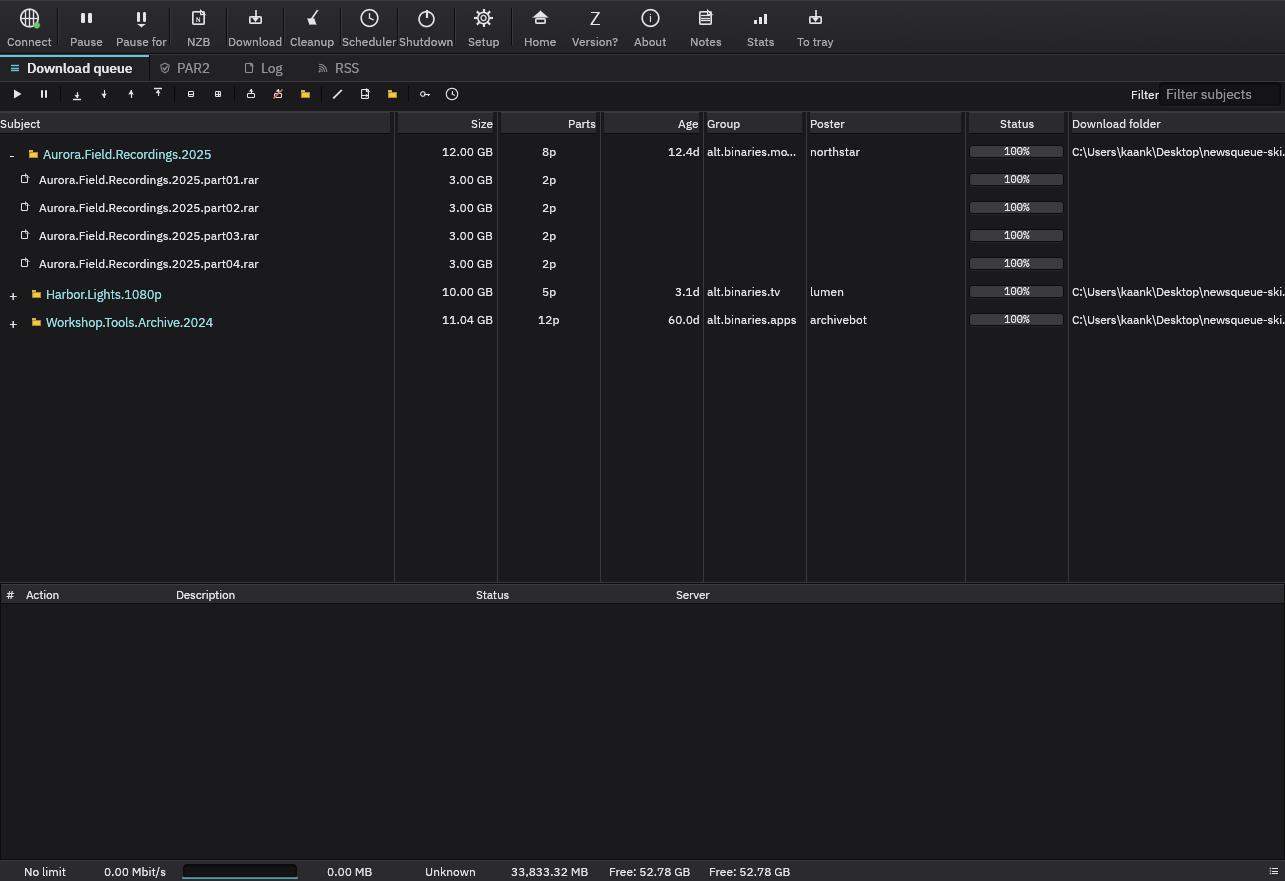 Connect Pause Pause for NZB Download Cleanup Scheduler Shutdown Setup Home Version? About Notes Stats To tray
Download queue PAR2 Log RSS
Filter Filter subjects
Subject Size Parts Age Group Poster Status Download folder
- Aurora.Field.Recordings.2025 12.00 GB 8p 12.4d alt.binaries.mo... northstar 100% C:\Users\kaank\Desktop\newsqueue-ski.
Aurora.Field.Recordings.2025.part01.rar 3.00 GB 2p 100%
Aurora.Field.Recordings.2025.part02.rar 3.00 GB 2p 100%
Aurora.Field.Recordings.2025.part03.rar 3.00 GB 2p 100%
Aurora.Field.Recordings.2025.part04.rar 3.00 GB 2p 100%
+ Harbor.Lights.1080p 10.00 GB 5p 3.1d alt.binaries.tv lumen 100% C:\Users\kaank\Desktop\newsqueue-ski.
+ Workshop.Tools.Archive.2024 11.04 GB 12p 60.0d alt.binaries.apps archivebot 100% C:\Users\kaank\Desktop\newsqueue-ski.
# Action Description Status Server
No limit 0.00 Mbit/s 0.00 MB Unknown 33,833.32 MB Free: 52.78 GB Free: 52.78 GB